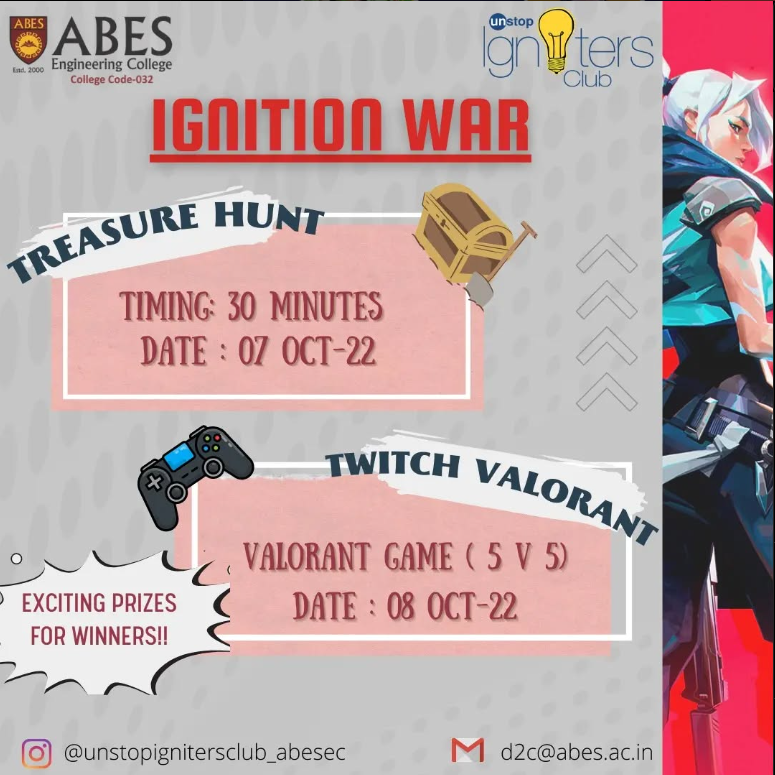 ABES
Estd. 2000
ABES
Engineering College
College Code-032
unstop
Igniters
Club
IGNITION WAR
TREASURE HUNT
TIMING: 30 MINUTES
DATE : 07 OCT-22
TWITCH VALORANT
VALORANT GAME ( 5 V 5)
DATE : 08 OCT-22
EXCITING PRIZES
FOR WINNERS!!
@unstopignitersclub_abesec
d2c@abes.ac.in